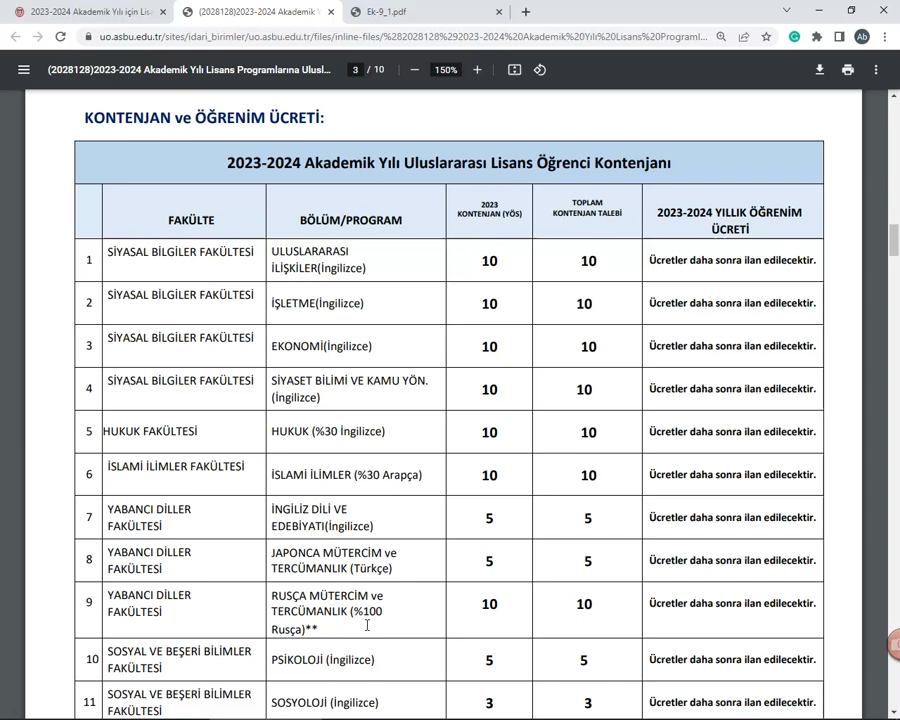 2023-2024 Akademik Yılı için Lis
(2028128)2023-2024 Akademik Y
Ek-9_1.pdf
uo.asbu.edu.tr/sites/idari_birimler/uo.asbu.edu.tr/files/inline-files/%282028128%292023-2024%20Akademik%20Yılı%20Lisans%20Programl...
Ab
(2028128)2023-2024 Akademik Yılı Lisans Programlarına Ulusl...
3 / 10
150%
KONTENJAN ve ÖĞRENİM ÜCRETİ:
2023-2024 Akademik Yılı Uluslararası Lisans Öğrenci Kontenjanı
FAKÜLTE
BÖLÜM/PROGRAM
2023
KONTENJAN (YÖS)
TOPLAM
KONTENJAN TALEBİ
2023-2024 YILLIK ÖĞRENİM
ÜCRETİ
1
SİYASAL BİLGİLER FAKÜLTESİ
ULUSLARARASI
İLİŞKİLER(İngilizce)
10
10
Ücretler daha sonra ilan edilecektir.
2
SİYASAL BİLGİLER FAKÜLTESİ
İŞLETME(İngilizce)
10
10
Ücretler daha sonra ilan edilecektir.
3
SİYASAL BİLGİLER FAKÜLTESİ
EKONOMİ(İngilizce)
10
10
Ücretler daha sonra ilan edilecektir.
4
SİYASAL BİLGİLER FAKÜLTESİ
SİYASET BİLİMİ VE KAMU YÖN.
(İngilizce)
10
10
Ücretler daha sonra ilan edilecektir.
5
HUKUK FAKÜLTESİ
HUKUK (%30 İngilizce)
10
10
Ücretler daha sonra ilan edilecektir.
6
İSLAMİ İLİMLER FAKÜLTESİ
İSLAMİ İLİMLER (%30 Arapça)
10
10
Ücretler daha sonra ilan edilecektir.
7
YABANCI DİLLER
FAKÜLTESİ
İNGİLİZ DİLİ VE
EDEBİYATI(İngilizce)
5
5
Ücretler daha sonra ilan edilecektir.
8
YABANCI DİLLER
FAKÜLTESİ
JAPONCA MÜTERCİM ve
TERCÜMANLIK (Türkçe)
5
5
Ücretler daha sonra ilan edilecektir.
9
YABANCI DİLLER
FAKÜLTESİ
RUSÇA MÜTERCİM ve
TERCÜMANLIK (%100
Rusça)**
10
10
Ücretler daha sonra ilan edilecektir.
10
SOSYAL VE BEŞERİ BİLİMLER
FAKÜLTESİ
PSİKOLOJİ (İngilizce)
5
5
Ücretler daha sonra ilan edilecektir.
11
SOSYAL VE BEŞERİ BİLİMLER
FAKÜLTESİ
SOSYOLOJİ (İngilizce)
3
3
Ücretler daha sonra ilan edilecektir.